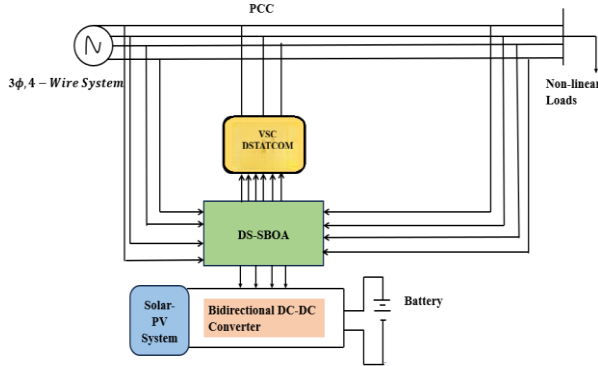 PCC
3ϕ, 4 − Wire System
Non-linear
Loads
VSC
DSTATCOM
DS-SBOA
Solar-
PV
System
Bidirectional DC-DC
Converter
Battery